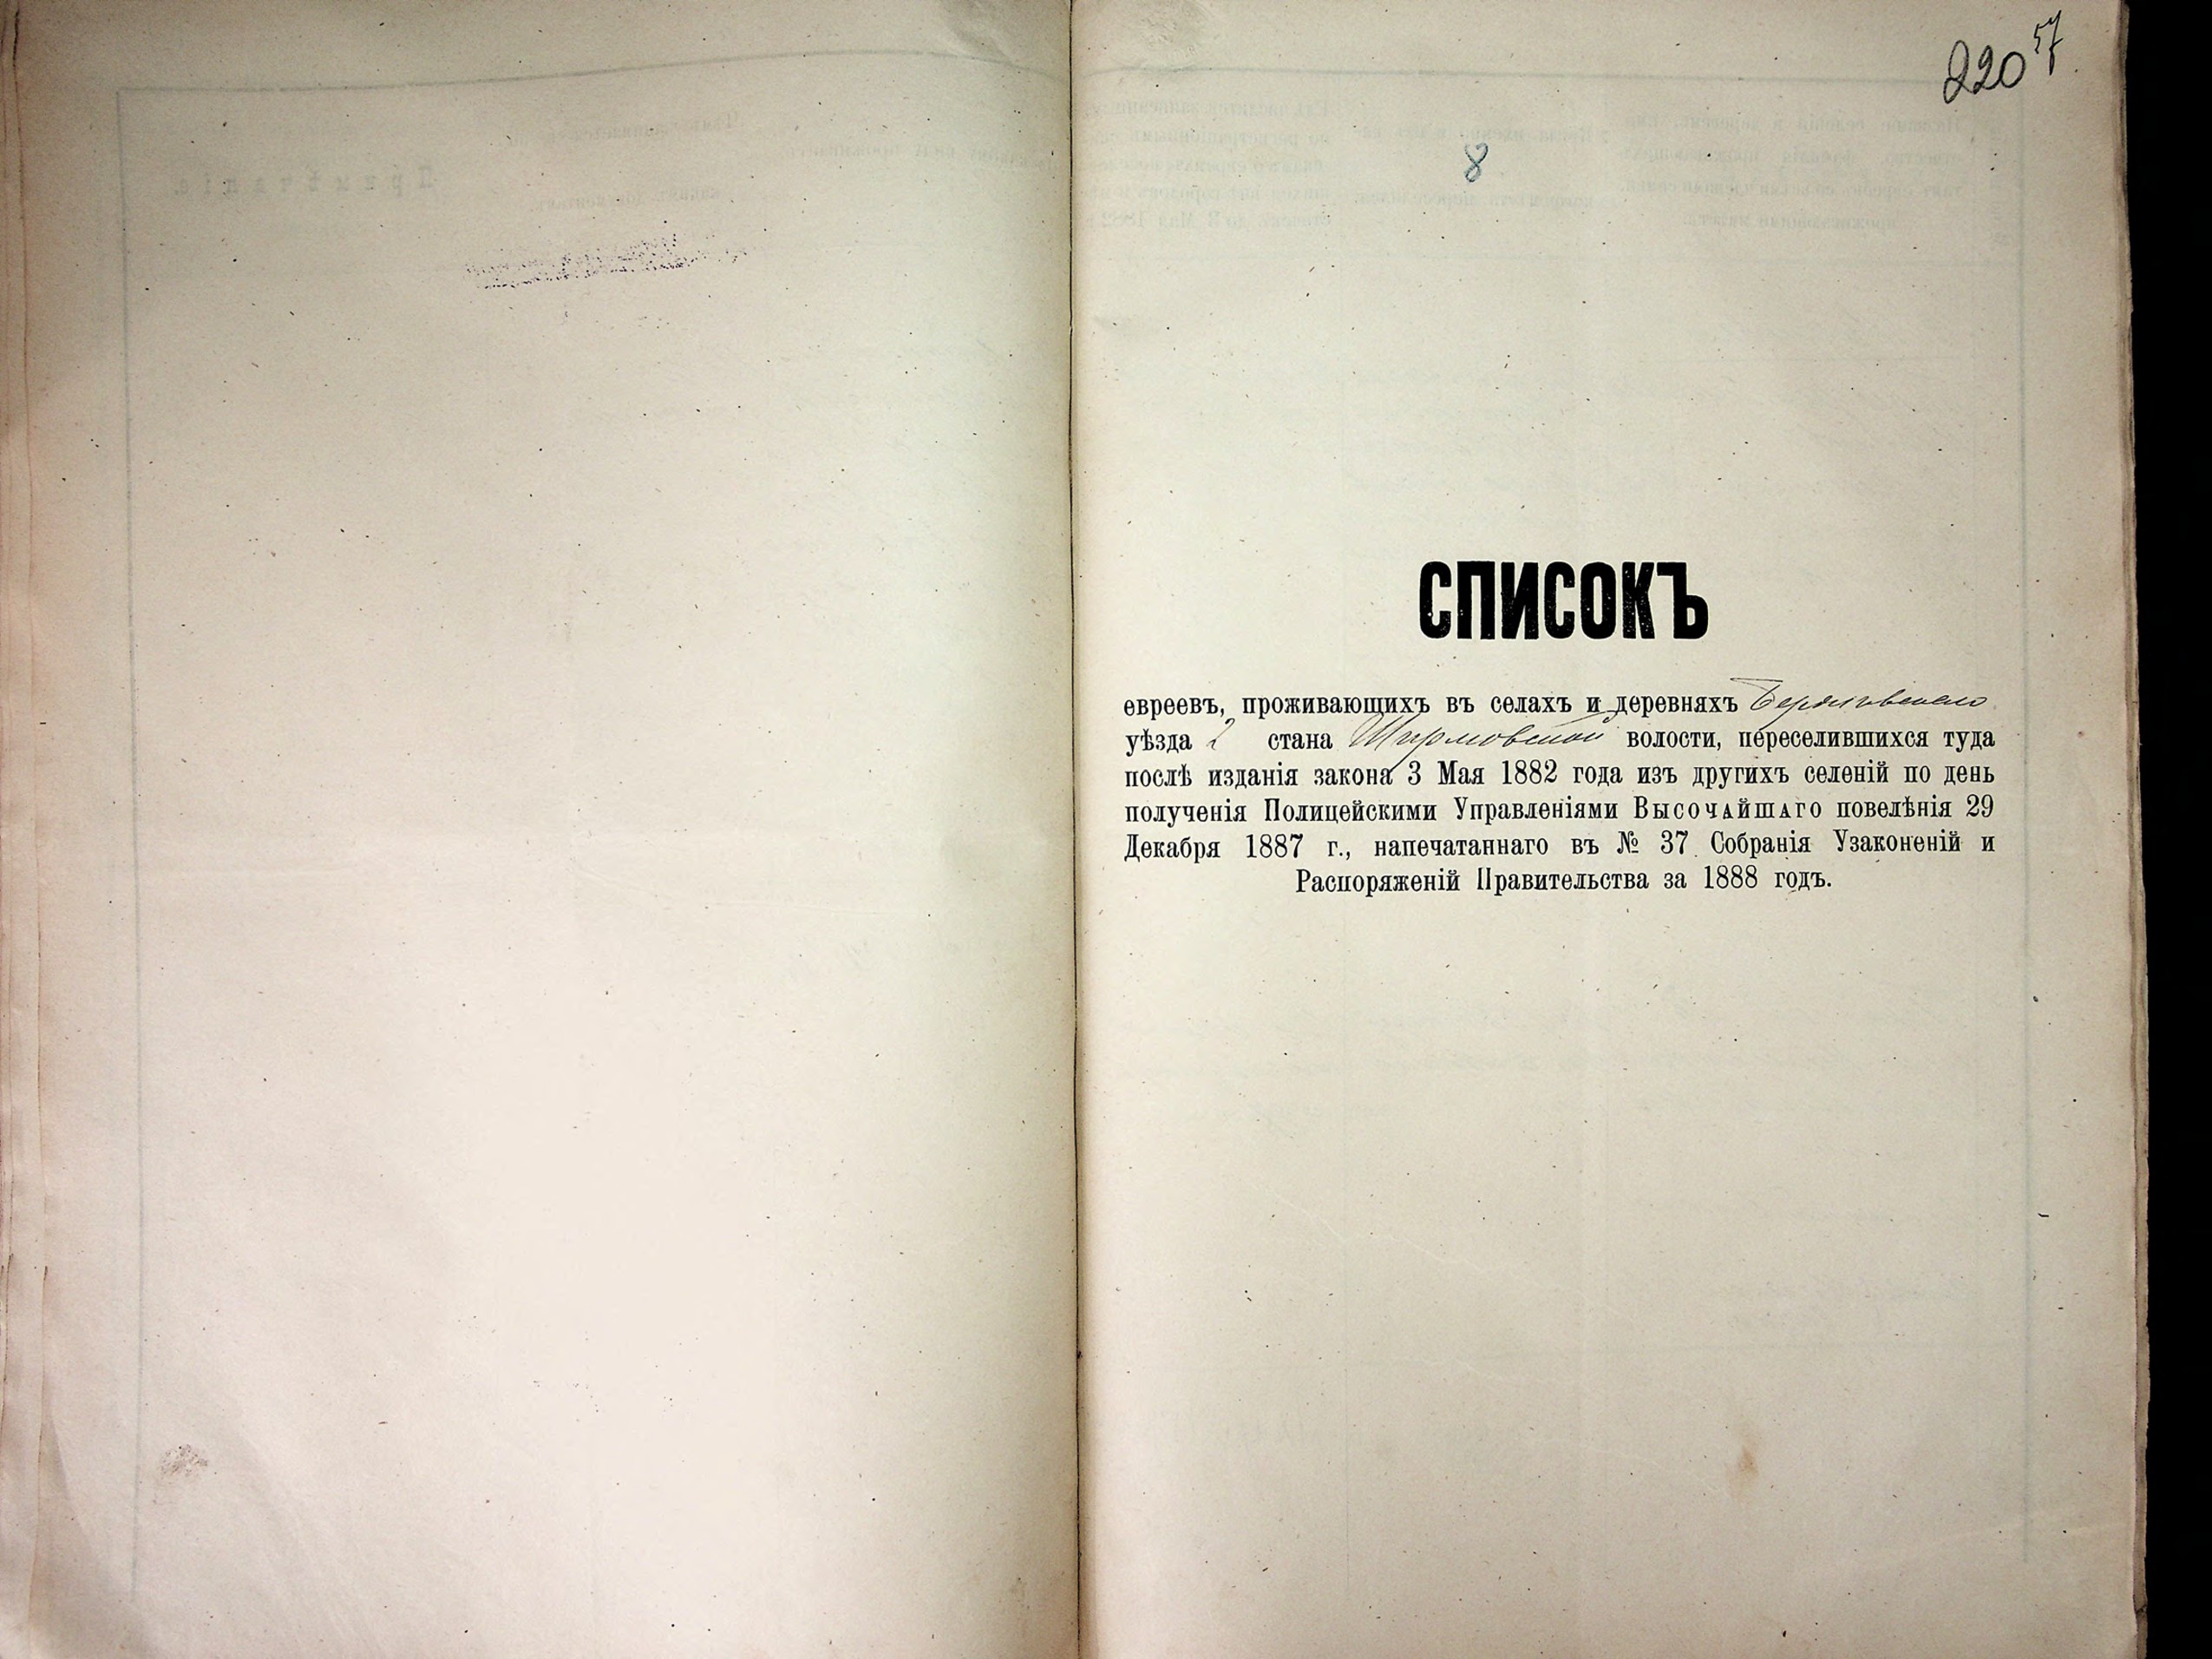 220
57
8
СПИСОКЪ
евреевъ, проживающихъ въ селахъ и деревняхъ
уѣзда 2 стана Ширмовской волости, переселившихся туда
послѣ изданія закона 3 Мая 1882 года изъ другихъ селеній по день
полученія Полицейскими Управленіями Высочайшаго повелѣнія 29
Декабря 1887 г., напечатаннаго въ № 37 Собранія Узаконеній и
Распоряженій Правительства за 1888 годъ.